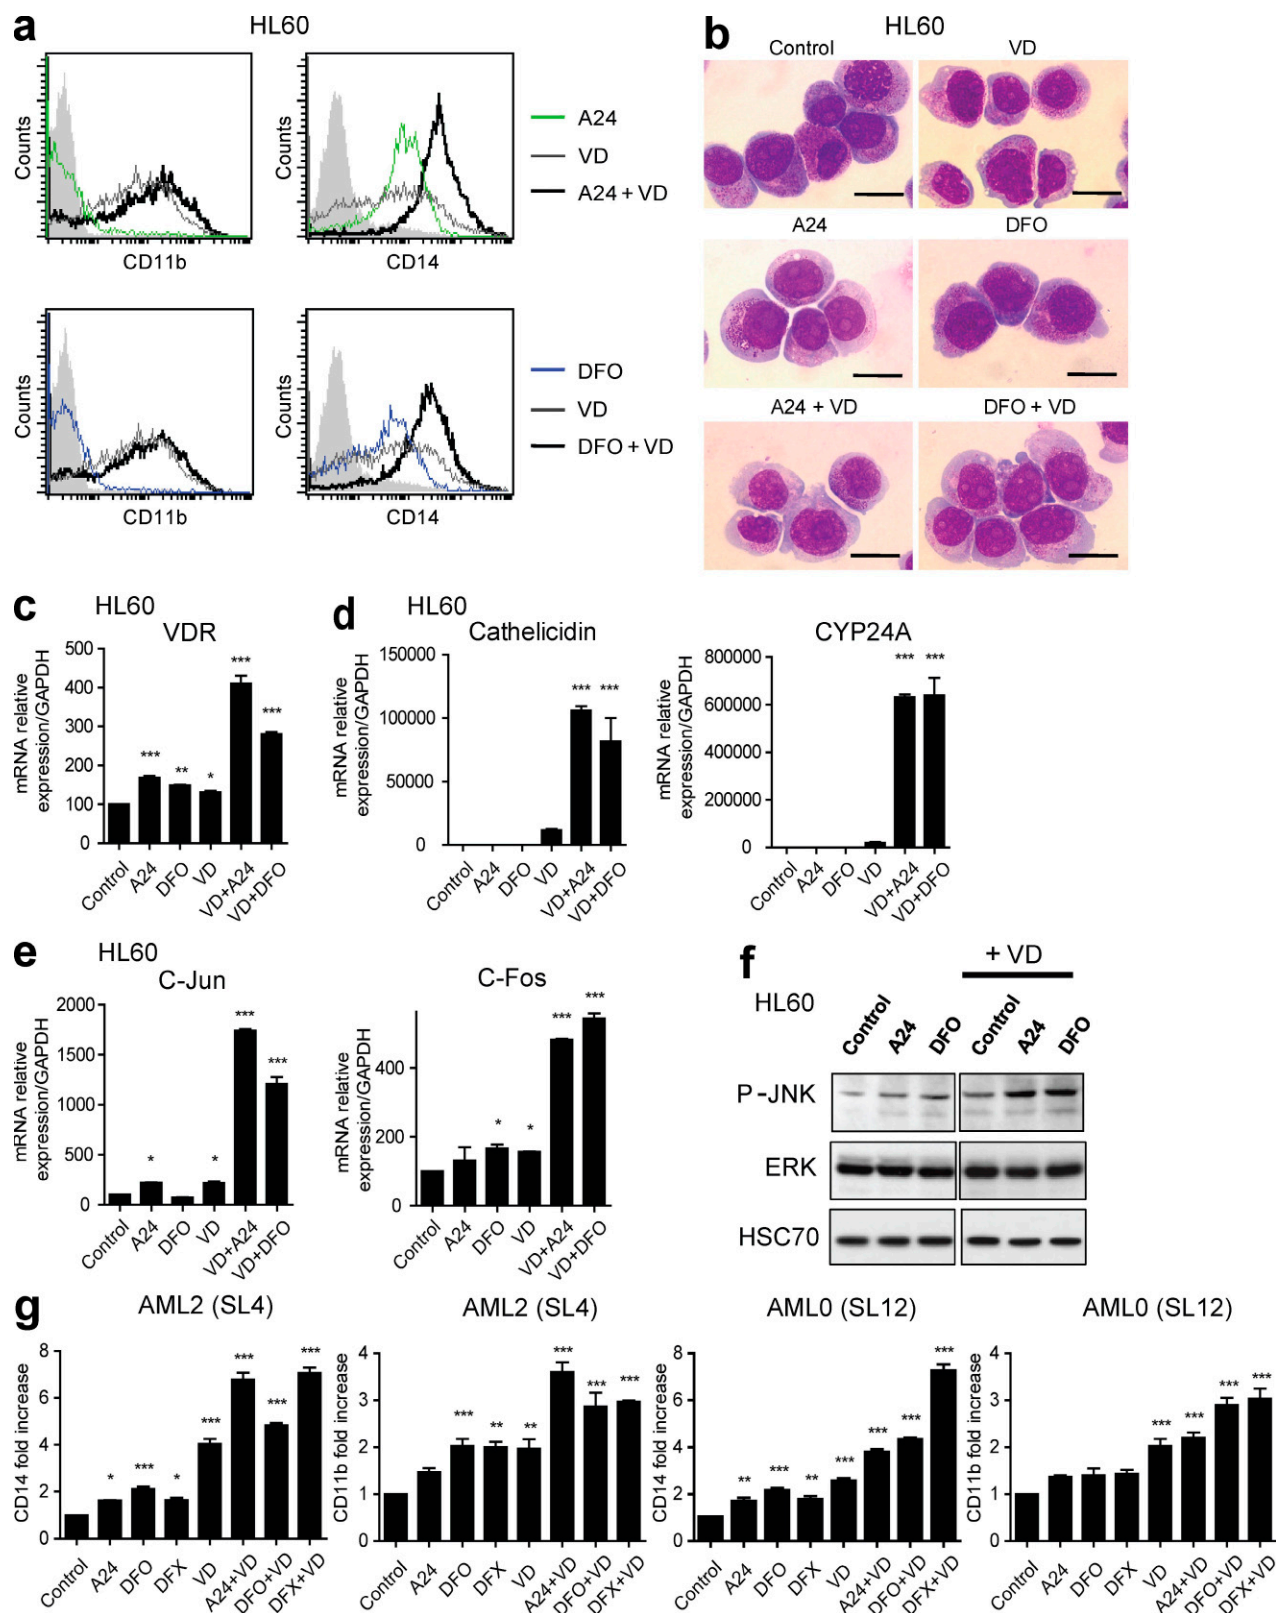 a
HL60
Counts
CD11b
Counts
CD14
A24
VD
A24 + VD
Counts
CD11b
Counts
CD14
DFO
VD
DFO + VD
b
HL60
Control
VD
A24
DFO
A24 + VD
DFO + VD
c
HL60
VDR
mRNA relative
expression/GAPDH
500
400
300
200
100
0
***
**
*
***
***
Control
A24
DFO
VD
VD+A24
VD+DFO
d
HL60
Cathelicidin
mRNA relative
expression/GAPDH
150000
100000
50000
0
***
***
Control
A24
DFO
VD
VD+A24
VD+DFO
CYP24A
mRNA relative
expression/GAPDH
800000
600000
400000
200000
0
***
***
Control
A24
DFO
VD
VD+A24
VD+DFO
e
HL60
C-Jun
mRNA relative
expression/GAPDH
2000
1500
1000
500
0
*
*
***
***
Control
A24
DFO
VD
VD+A24
VD+DFO
C-Fos
mRNA relative
expression/GAPDH
400
200
0
*
*
***
***
Control
A24
DFO
VD
VD+A24
VD+DFO
f
+ VD
HL60
Control
A24
DFO
Control
A24
DFO
P-JNK
ERK
HSC70
g
AML2 (SL4)
CD14 fold increase
8
6
4
2
0
*
***
*
***
***
***
***
Control
A24
DFO
DFX
VD
A24+VD
DFO+VD
DFX+VD
AML2 (SL4)
CD11b fold increase
4
3
2
1
0
***
**
**
***
***
***
Control
A24
DFO
DFX
VD
A24+VD
DFO+VD
DFX+VD
AML0 (SL12)
CD14 fold increase
8
6
4
2
0
**
***
**
***
***
***
***
Control
A24
DFO
DFX
VD
A24+VD
DFO+VD
DFX+VD
AML0 (SL12)
CD11b fold increase
4
3
2
1
0
***
***
***
***
Control
A24
DFO
DFX
VD
A24+VD
DFO+VD
DFX+VD